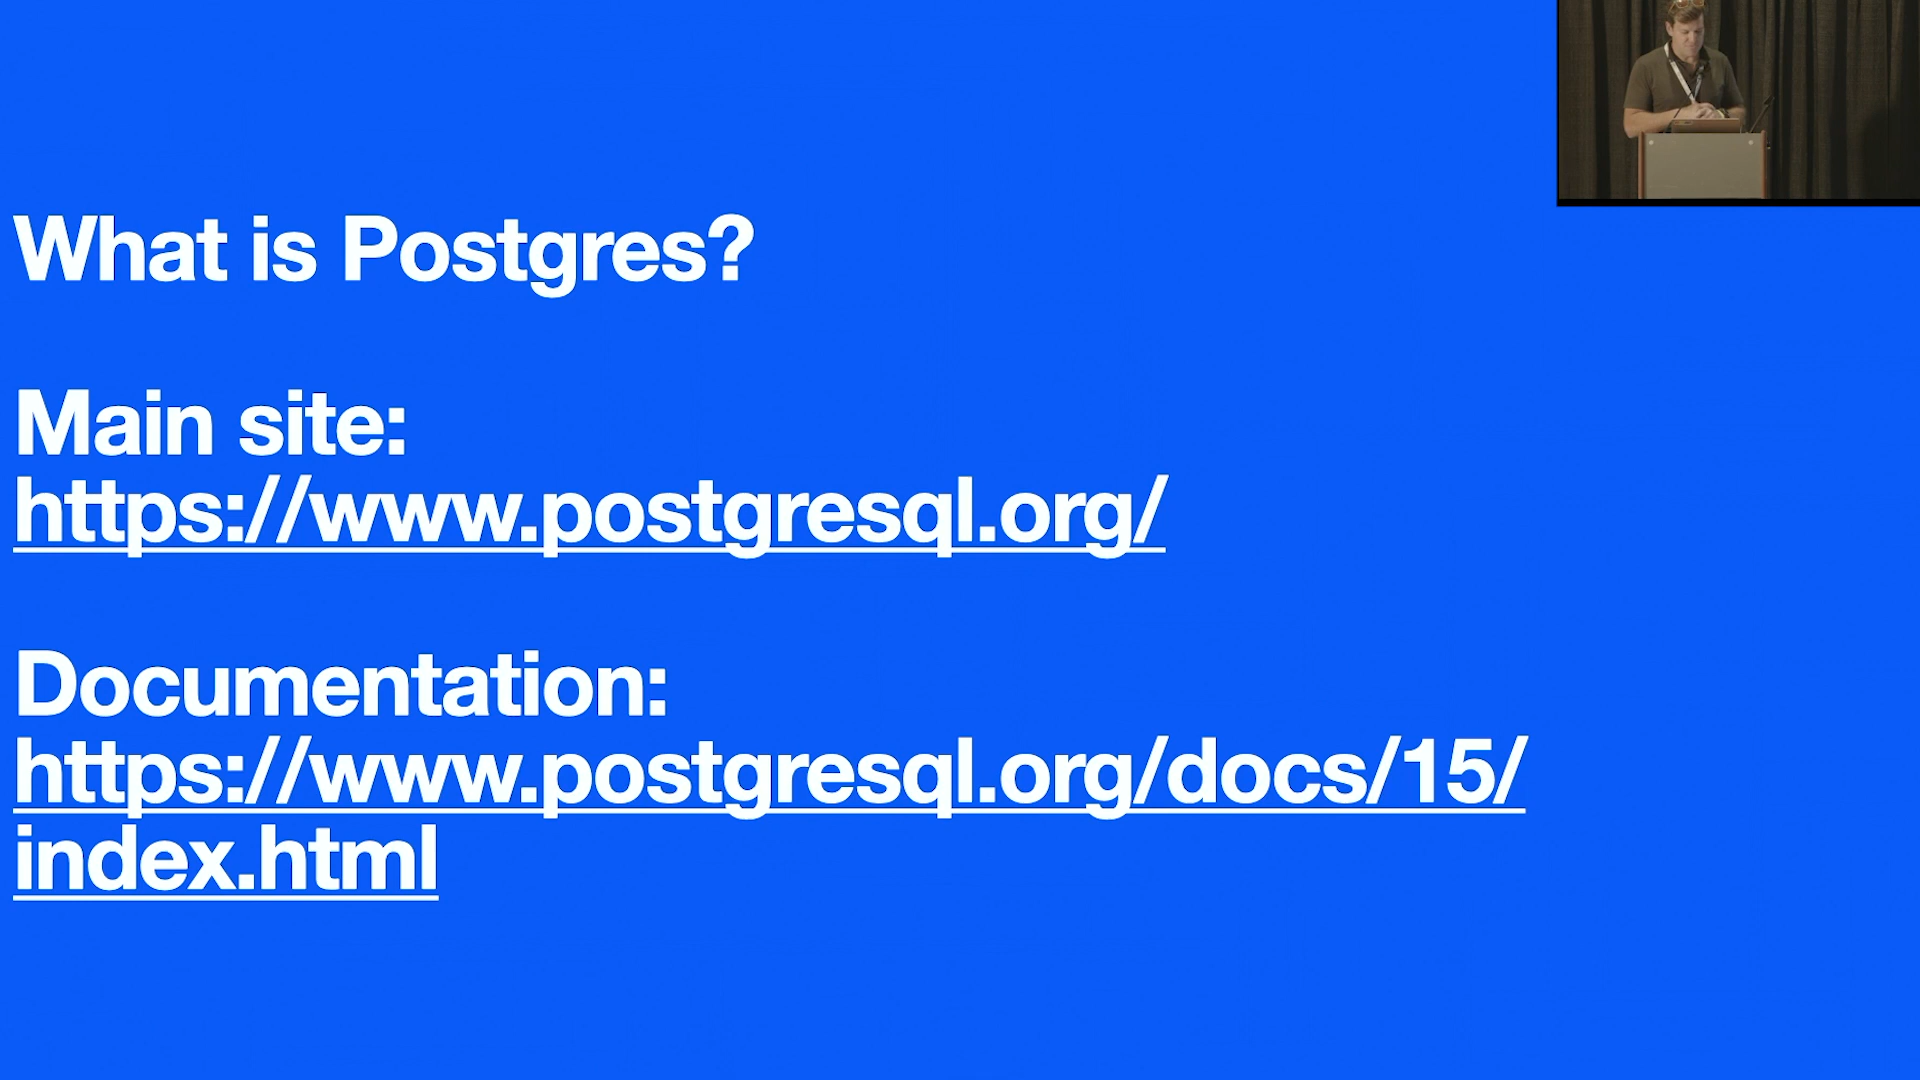 What is Postgres?
Main site:
https://www.postgresql.org/
Documentation:
https://www.postgresql.org/docs/15/
index.html